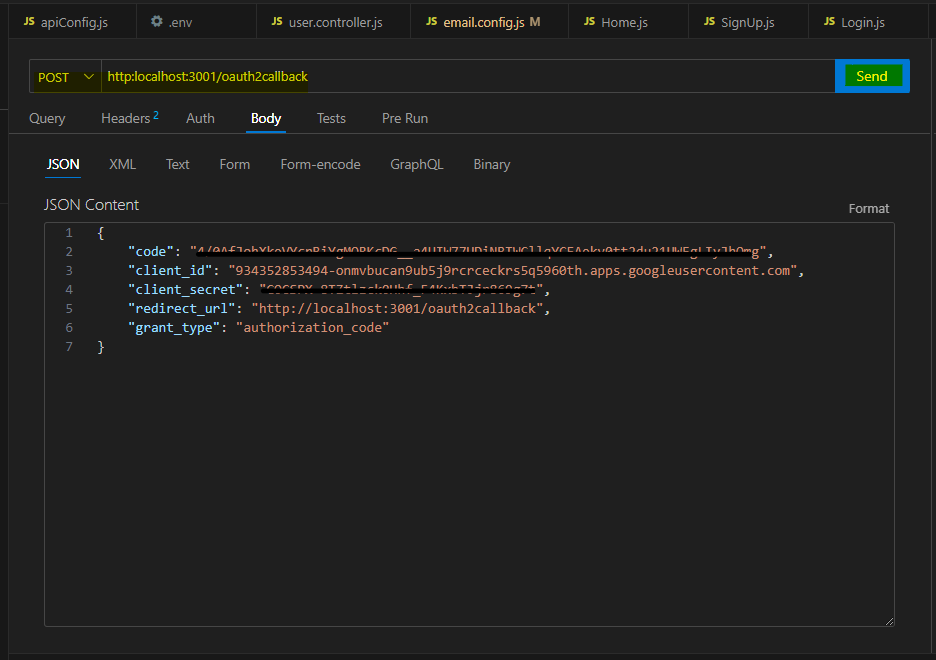 JS apiConfig.js .env JS user.controller.js JS email.config.js M JS Home.js JS SignUp.js JS Login.js
POST http:localhost:3001/oauth2callback Send
Query Headers 2 Auth Body Tests Pre Run
JSON XML Text Form Form-encode GraphQL Binary
JSON Content
Format
1 {
2 "code": "",
3 "client_id": "934352853494-onmvbucan9ub5j9rcrceckrs5q5960th.apps.googleusercontent.com",
4 "client_secret": "",
5 "redirect_url": "http://localhost:3001/oauth2callback",
6 "grant_type": "authorization_code"
7 }